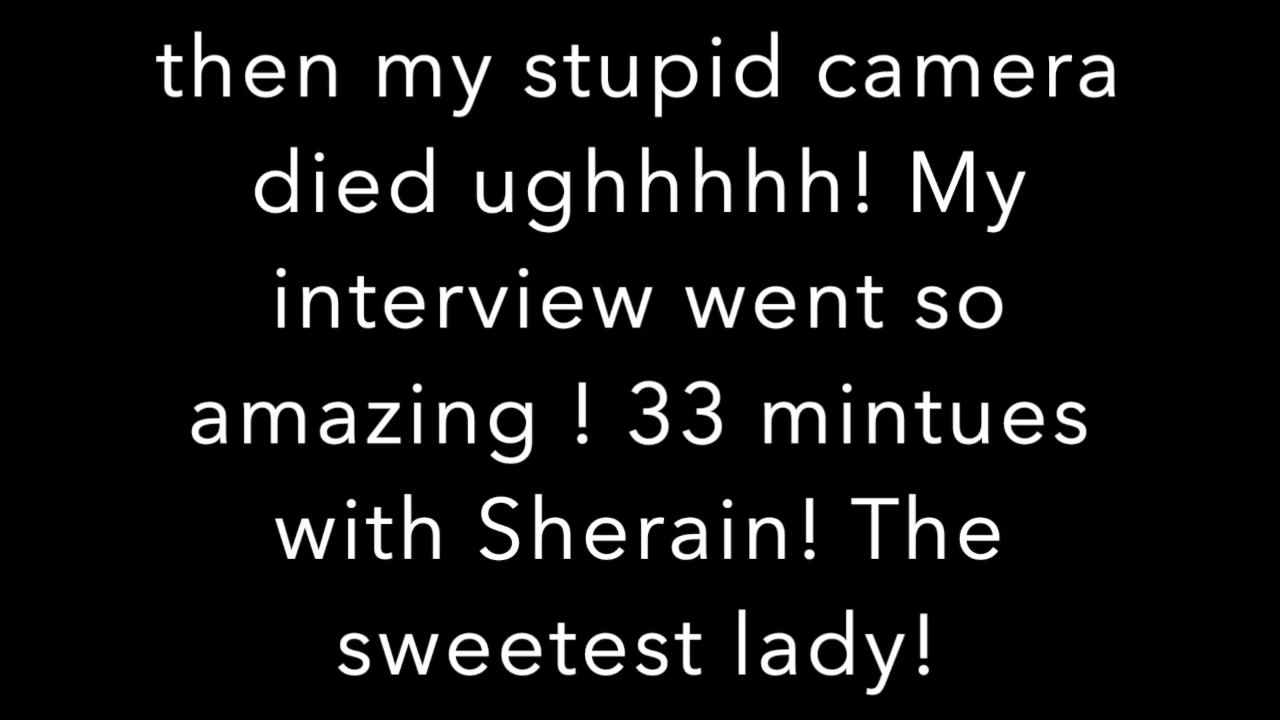 then my stupid camera
died ughhhhh! My
interview went so
amazing ! 33 mintues
with Sherain! The
sweetest lady!